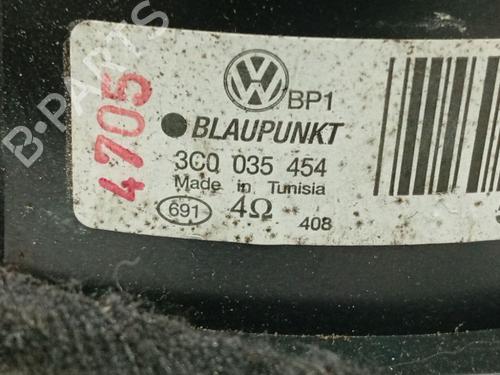 B-PARTS
4705
BP1
BLAUPUNKT
3C0 035 454
Made in Tunisia
691 4Ω 408